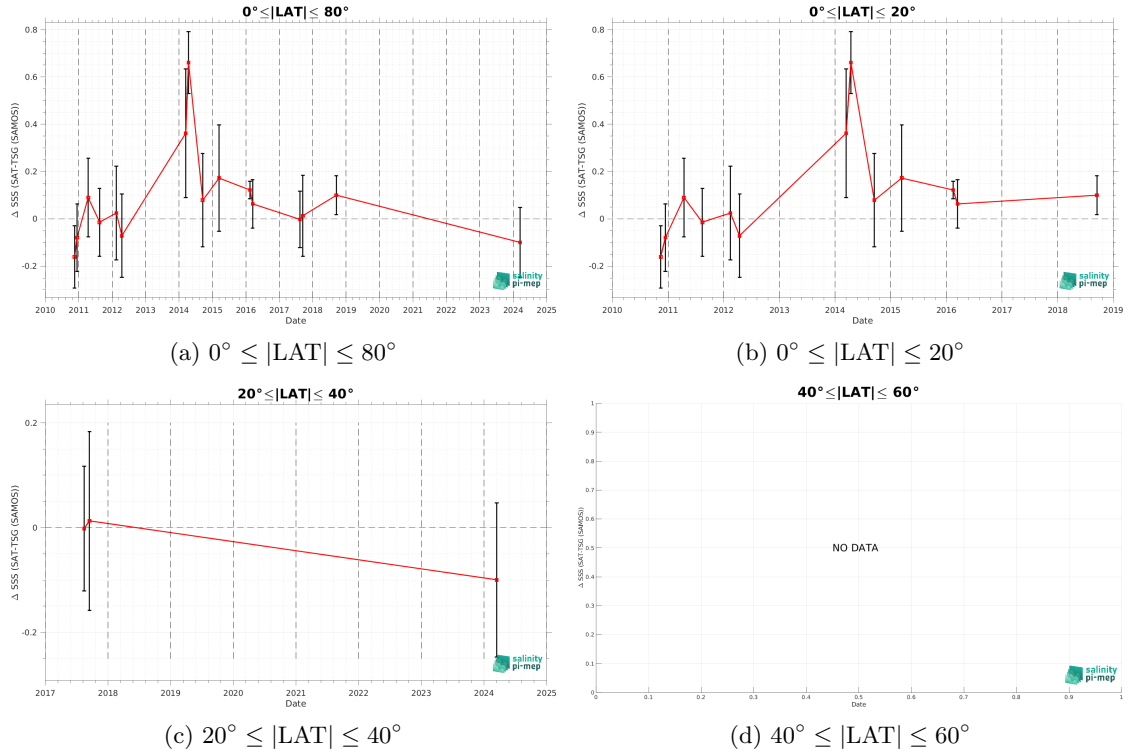 0°≤|LAT|≤ 80°
0.8
0.6
0.4
0.2
0
-0.2
Δ SSS (SAT-TSG (SAMOS))
2010 2011 2012 2013 2014 2015 2016 2017 2018 2019 2020 2021 2022 2023 2024 2025
Date
salinity
pi-mep
(a) 0° ≤ |LAT| ≤ 80°
0°≤|LAT|≤ 20°
0.8
0.6
0.4
0.2
0
-0.2
Δ SSS (SAT-TSG (SAMOS))
2010 2011 2012 2013 2014 2015 2016 2017 2018 2019
Date
salinity
pi-mep
(b) 0° ≤ |LAT| ≤ 20°
20°≤|LAT|≤ 40°
0.2
0
-0.2
Δ SSS (SAT-TSG (SAMOS))
2017 2018 2019 2020 2021 2022 2023 2024 2025
Date
salinity
pi-mep
(c) 20° ≤ |LAT| ≤ 40°
40°≤|LAT|≤ 60°
1
0.9
0.8
0.7
0.6
0.5
0.4
0.3
0.2
0.1
0
Δ SSS (SAT-TSG (SAMOS))
NO DATA
0 0.1 0.2 0.3 0.4 0.5 0.6 0.7 0.8 0.9 1
Date
salinity
pi-mep
(d) 40° ≤ |LAT| ≤ 60°